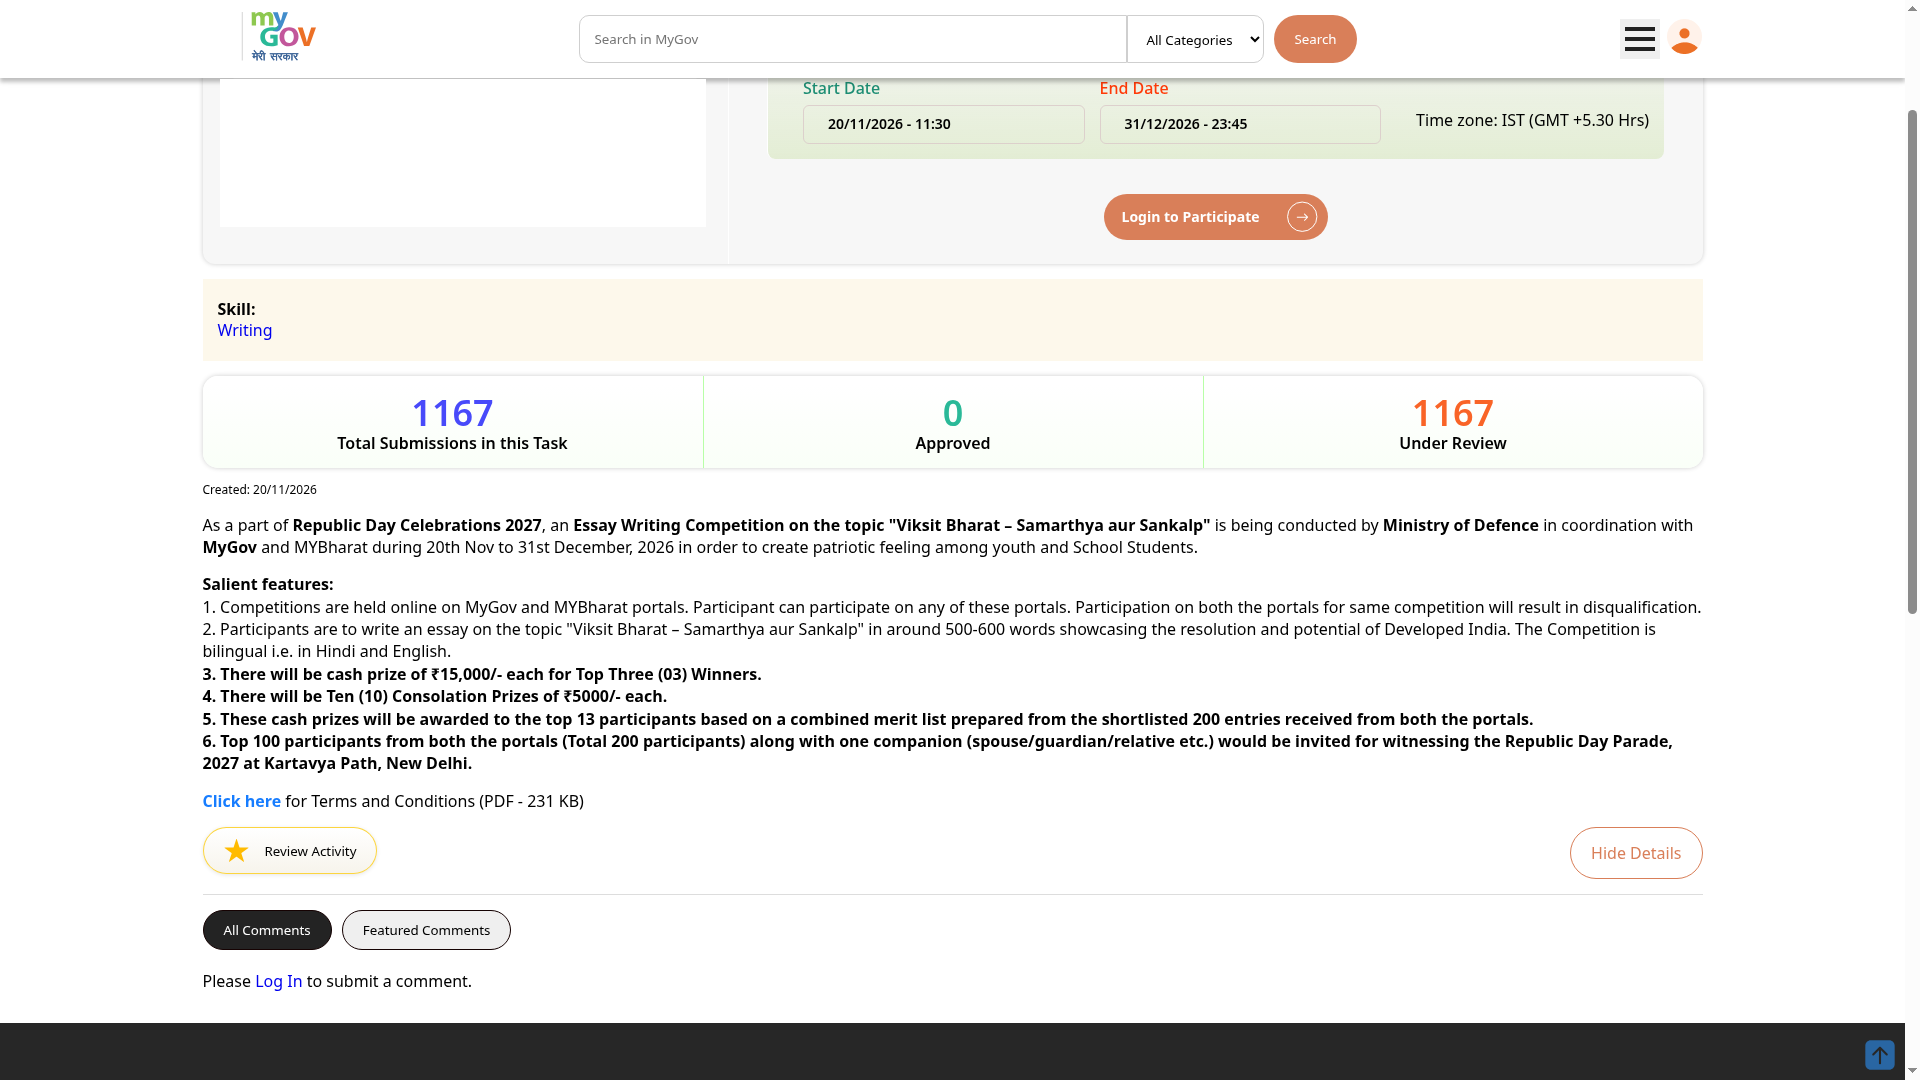 my
GOV
मेरी सरकार
Search in MyGov
All Categories
Search
Start Date
End Date
20/11/2026 - 11:30
31/12/2026 - 23:45
Time zone: IST (GMT +5.30 Hrs)
Login to Participate
Skill:
Writing
1167
Total Submissions in this Task
0
Approved
1167
Under Review
Created: 20/11/2026
As a part of Republic Day Celebrations 2027, an Essay Writing Competition on the topic "Viksit Bharat – Samarthya aur Sankalp" is being conducted by Ministry of Defence in coordination with
MyGov and MYBharat during 20th Nov to 31st December, 2026 in order to create patriotic feeling among youth and School Students.
Salient features:
1. Competitions are held online on MyGov and MYBharat portals. Participant can participate on any of these portals. Participation on both the portals for same competition will result in disqualification.
2. Participants are to write an essay on the topic "Viksit Bharat – Samarthya aur Sankalp" in around 500-600 words showcasing the resolution and potential of Developed India. The Competition is
bilingual i.e. in Hindi and English.
3. There will be cash prize of ₹15,000/- each for Top Three (03) Winners.
4. There will be Ten (10) Consolation Prizes of ₹5000/- each.
5. These cash prizes will be awarded to the top 13 participants based on a combined merit list prepared from the shortlisted 200 entries received from both the portals.
6. Top 100 participants from both the portals (Total 200 participants) along with one companion (spouse/guardian/relative etc.) would be invited for witnessing the Republic Day Parade,
2027 at Kartavya Path, New Delhi.
Click here for Terms and Conditions (PDF - 231 KB)
Review Activity
Hide Details
All Comments
Featured Comments
Please Log In to submit a comment.